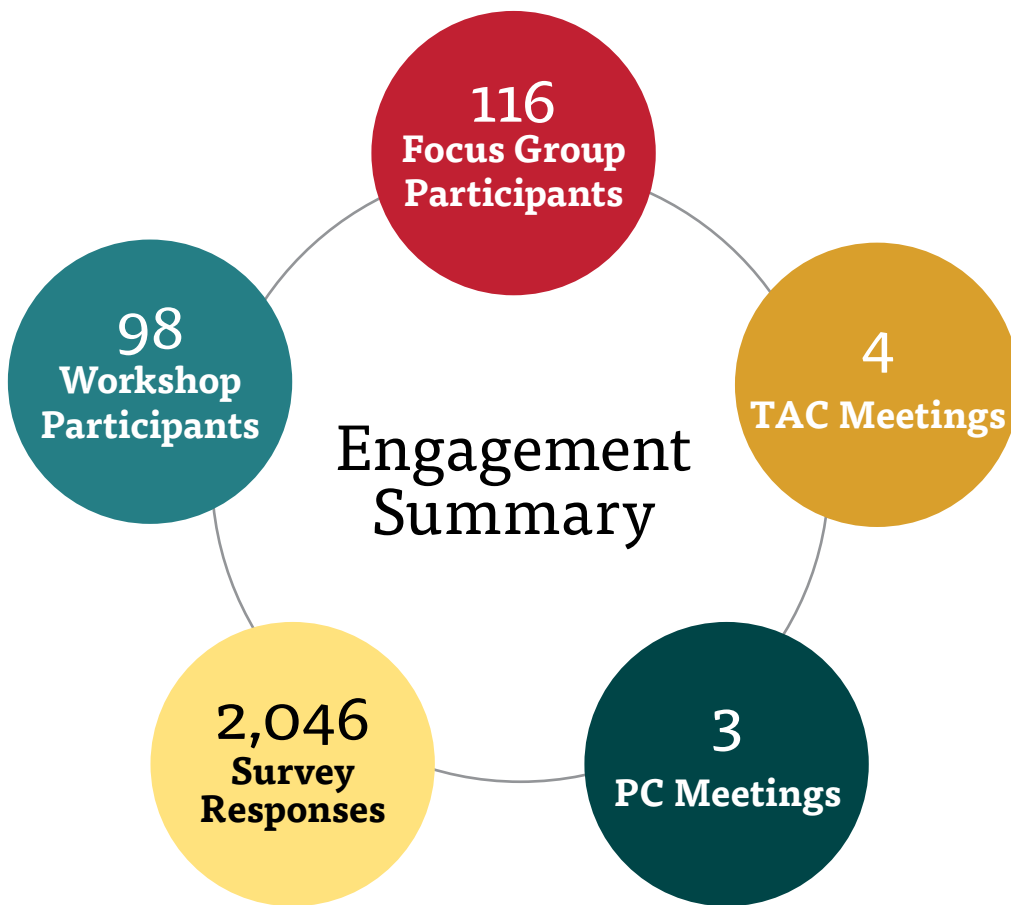 116
Focus Group
Participants
98
Workshop
Participants
4
TAC Meetings
Engagement
Summary
2,046
Survey
Responses
3
PC Meetings